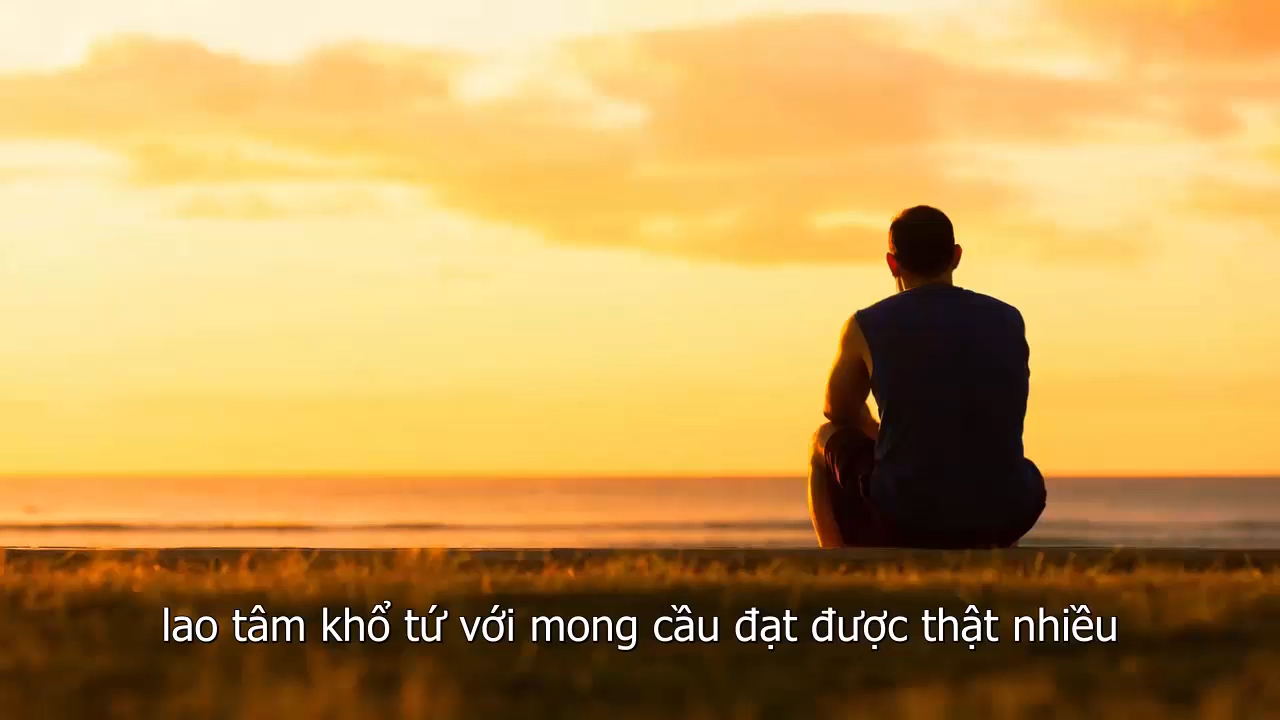 lao tâm khổ tứ với mong cầu đạt được thật nhiều